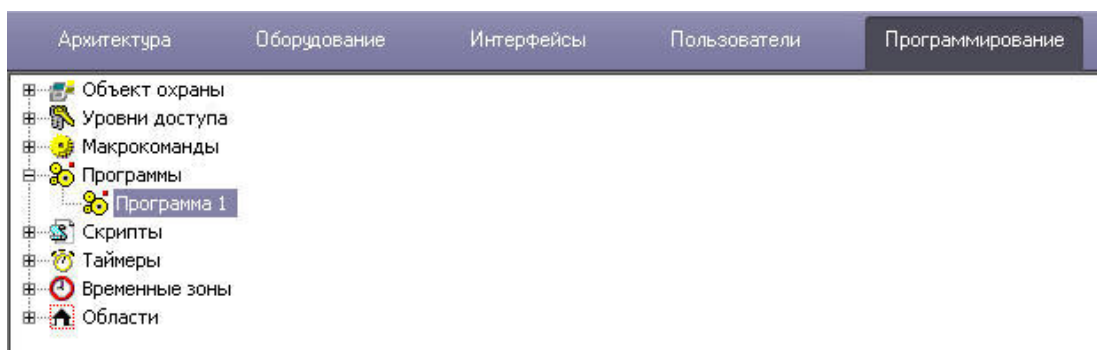 Архитектура Оборудование Интерфейсы Пользователи Программирование
Объект охраны
Уровни доступа
Макрокоманды
Программы
Программа 1
Скрипты
Таймеры
Временные зоны
Области